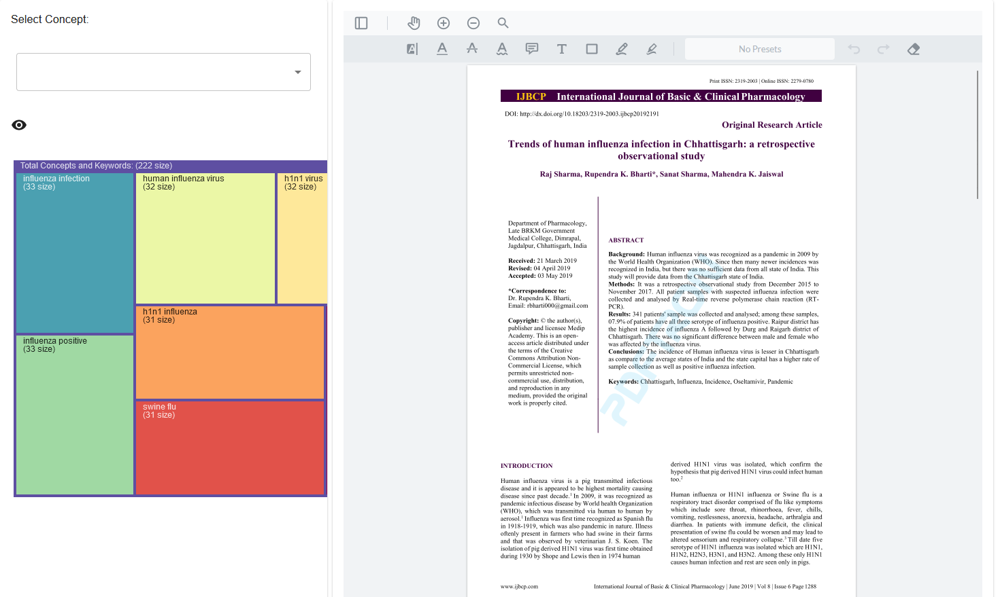 Select Concept:
Total Concepts and Keywords: (222 size)
influenza infection
(33 size)
human influenza virus
(32 size)
h1n1 virus
(32 size)
h1n1 influenza
(31 size)
influenza positive
(33 size)
swine flu
(31 size)
No Presets
Print ISSN: 2319-2003 | Online ISSN: 2279-0780
IJBCP International Journal of Basic & Clinical Pharmacology
DOI: http://dx.doi.org/10.18203/2319-2003.ijbcp20192191
Original Research Article
Trends of human influenza infection in Chhattisgarh: a retrospective
observational study
Raj Sharma, Rupendra K. Bharti*, Sanat Sharma, Mahendra K. Jaiswal
Department of Pharmacology,
Late BRKM Government
Medical College, Dimrapal,
Jagdalpur, Chhattisgarh, India
Received: 21 March 2019
Revised: 04 April 2019
Accepted: 03 May 2019
*Correspondence to:
Dr. Rupendra K. Bharti,
Email: rbharti000@gmail.com
Copyright: © the author(s),
publisher and licensee Medip
Academy. This is an open-
access article distributed under
the terms of the Creative
Commons Attribution Non-
Commercial License, which
permits unrestricted non-
commercial use, distribution,
and reproduction in any
medium, provided the original
work is properly cited.
ABSTRACT
Background: Human influenza virus was recognized as a pandemic in 2009 by
the World Health Organization (WHO). Since then many newer incidences was
recognized in India, but there was no sufficient data from all state of India. This
study will provide data from the Chhattisgarh state of India.
Methods: It was a retrospective observational study from December 2015 to
November 2017. All patient samples with suspected influenza infection were
collected and analysed by Real-time reverse polymerase chain reaction (RT-
PCR).
Results: 341 patients' sample was collected and analysed; among these samples,
07.9% of patients have all three serotype of influenza positive. Raipur district has
the highest incidence of influenza A followed by Durg and Raigarh district of
Chhattisgarh. There was no significant difference between male and female who
was affected by the influenza virus.
Conclusions: The incidence of Human influenza virus is lesser in Chhattisgarh
as compare to the average states of India and the state capital has a higher rate of
sample collection as well as positive influenza infection.
Keywords: Chhattisgarh, Influenza, Incidence, Oseltamivir, Pandemic
INTRODUCTION
Human influenza virus is a pig transmitted infectious
disease and it is appeared to be highest mortality causing
disease since past decade.¹ In 2009, it was recognized as
pandemic infectious disease by World health Organization
(WHO), which was transmitted via human to human by
aerosol.¹ Influenza was first time recognized as Spanish flu
in 1918-1919, which was also pandemic in nature. Illness
oftenly present in farmers who had swine in their farms
and that was observed by veterinarian J. S. Koen. The
isolation of pig derived H1N1 virus was first time obtained
during 1930 by Shope and Lewis then in 1974 human
derived H1N1 virus was isolated, which confirm the
hypothesis that pig derived H1N1 virus could infect human
too.²
Human influenza or H1N1 influenza or Swine flu is a
respiratory tract disorder comprised of flu like symptoms
which include sore throat, rhinorrhoea, fever, chills,
vomiting, restlessness, anorexia, headache, arthralgia and
diarrhea. In patients with immune deficit, the clinical
presentation of swine flu could be worsen and may lead to
altered sensorium and respiratory collapse.³ Till date five
serotype of H1N1 influenza was isolated which are H1N1,
H1N2, H2N3, H3N1, and H3N2. Among these only H1N1
causes human infection and rest are seen only in pigs.
www.ijbcp.com
International Journal of Basic & Clinical Pharmacology | June 2019 | Vol 8 | Issue 6 Page 1288